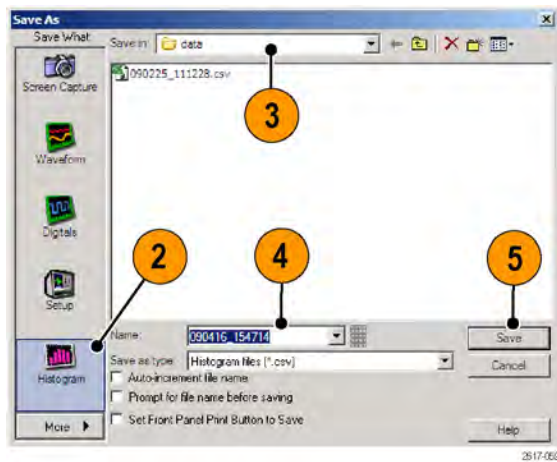 Save As
Save What:
Save in:
data
Screen Capture
090225_111228.csv
3
Waveform
Digitals
2
4
5
Setup
Name:
090416_154714
Save
Save as type:
Histogram files (*.csv)
Cancel
Histogram
Auto-increment file name
Prompt for file name before saving
Set Front Panel Print Button to Save
More
Help